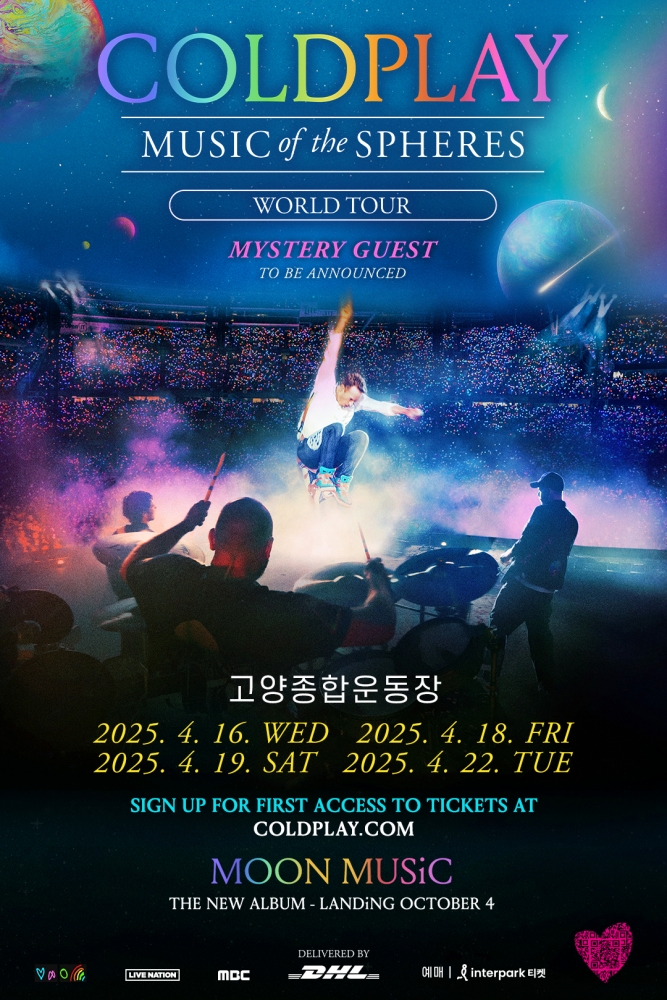 COLDPLAY
MUSIC of the SPHERES
WORLD TOUR
MYSTERY GUEST
TO BE ANNOUNCED
고양종합운동장
2025. 4. 16. WED 2025. 4. 18. FRI
2025. 4. 19. SAT 2025. 4. 22. TUE
SIGN UP FOR FIRST ACCESS TO TICKETS AT
COLDPLAY.COM
MOON MUSiC
THE NEW ALBUM - LANDiNG OCTOBER 4
DELIVERED BY
LIVE NATION MBC DHL 예매 | interpark 티켓